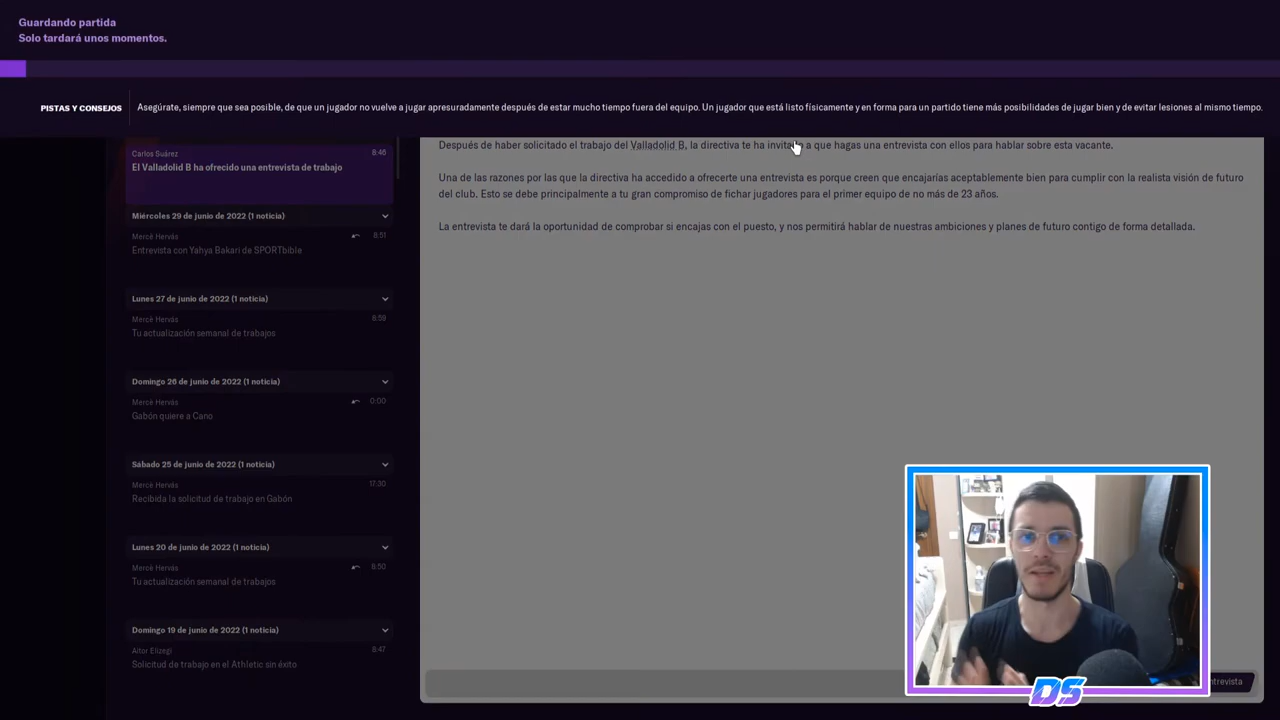 Guardando partida
Solo tardará unos momentos.
PISTAS Y CONSEJOS
Asegúrate, siempre que sea posible, de que un jugador no vuelve a jugar apresuradamente después de estar mucho tiempo fuera del equipo. Un jugador que está listo físicamente y en forma para un partido tiene más posibilidades de jugar bien y de evitar lesiones al mismo tiempo.
Carlos Suárez 8:46
El Valladolid B ha ofrecido una entrevista de trabajo
Miércoles 29 de junio de 2022 (1 noticia)
Mercè Hervás 8:51
Entrevista con Yahya Bakari de SPORTbible
Lunes 27 de junio de 2022 (1 noticia)
Mercè Hervás 8:59
Tu actualización semanal de trabajos
Domingo 26 de junio de 2022 (1 noticia)
Mercè Hervás 0:00
Gabón quiere a Cano
Sábado 25 de junio de 2022 (1 noticia)
Mercè Hervás 17:30
Recibida la solicitud de trabajo en Gabón
Lunes 20 de junio de 2022 (1 noticia)
Mercè Hervás 8:50
Tu actualización semanal de trabajos
Domingo 19 de junio de 2022 (1 noticia)
Aitor Elizegi 8:47
Solicitud de trabajo en el Athletic sin éxito
Después de haber solicitado el trabajo del Valladolid B, la directiva te ha invitado a que hagas una entrevista con ellos para hablar sobre esta vacante.
Una de las razones por las que la directiva ha accedido a ofrecerte una entrevista es porque creen que encajarías aceptablemente bien para cumplir con la realista visión de futuro
del club. Esto se debe principalmente a tu gran compromiso de fichar jugadores para el primer equipo de no más de 23 años.
La entrevista te dará la oportunidad de comprobar si encajas con el puesto, y nos permitirá hablar de nuestras ambiciones y planes de futuro contigo de forma detallada.
ntrevista
DS